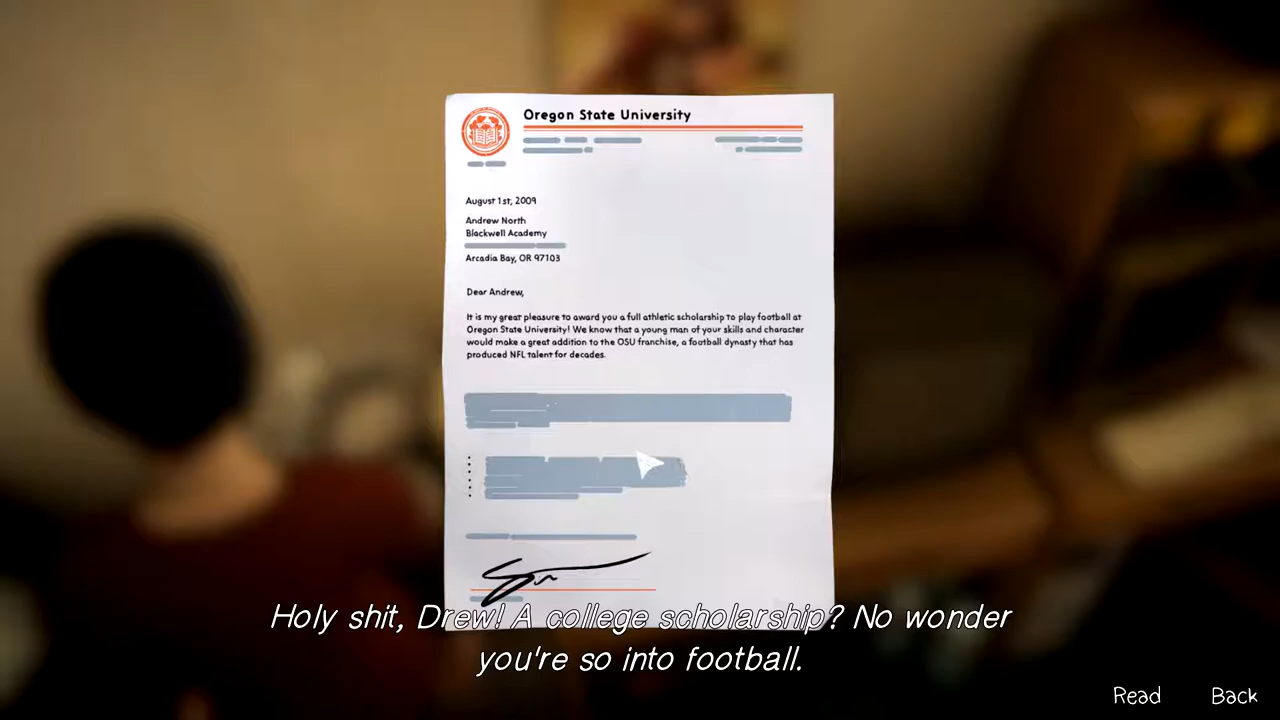 Oregon State University
August 1st, 2009
Andrew North
Blackwell Academy
Arcadia Bay, OR 97103
Dear Andrew,
It is my great pleasure to award you a full athletic scholarship to play football at
Oregon State University! We know that a young man of your skills and character
would make a great addition to the OSU franchise, a football dynasty that has
produced NFL talent for decades.
Holy shit, Drew! A college scholarship? No wonder
you're so into football.
Read Back